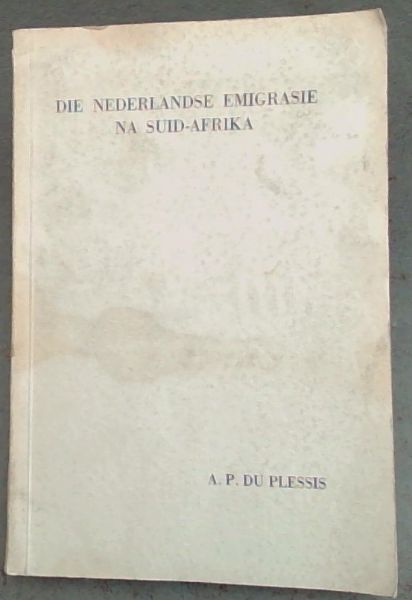 DIE NEDERLANDSE EMIGRASIE
NA SUID-AFRIKA
A. P. DU PLESSIS